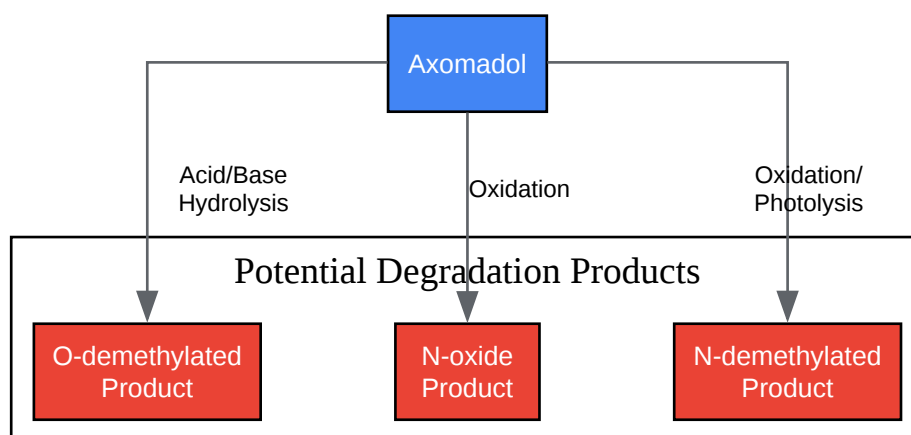 Axomadol
Acid/Base
Hydrolysis
Oxidation
Oxidation/
Photolysis
Potential Degradation Products
O-demethylated
Product
N-oxide
Product
N-demethylated
Product